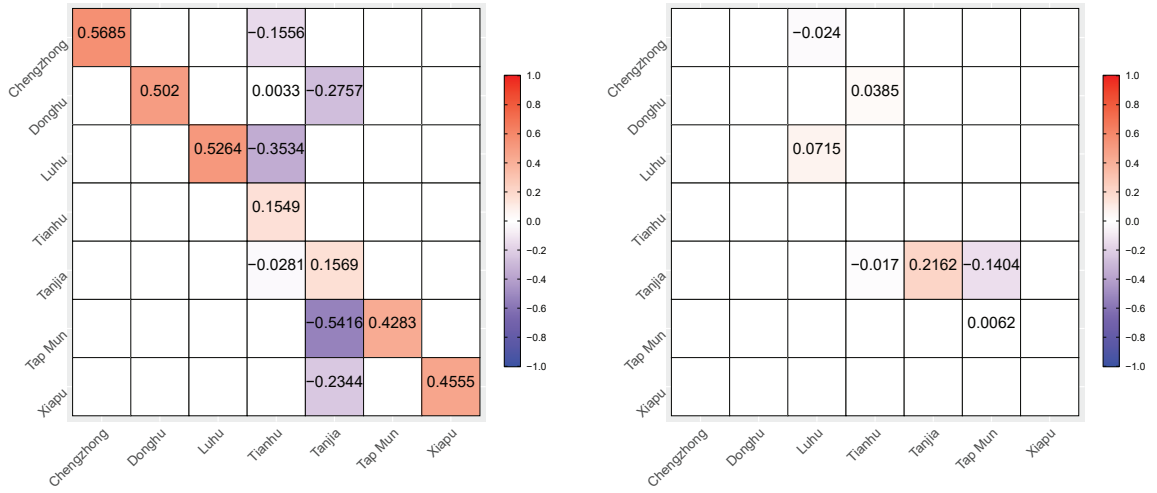 Chengzhong 0.5685 −0.1556
Donghu 0.502 0.0033 −0.2757
Luhu 0.5264 −0.3534
Tianhu 0.1549
Tanjia −0.0281 0.1569
Tap Mun −0.5416 0.4283
Xiapu −0.2344 0.4555
Chengzhong Donghu Luhu Tianhu Tanjia Tap Mun Xiapu
1.0
0.8
0.6
0.4
0.2
0.0
−0.2
−0.4
−0.6
−0.8
−1.0
Chengzhong −0.024
Donghu 0.0385
Luhu 0.0715
Tianhu
Tanjia −0.017 0.2162 −0.1404
Tap Mun 0.0062
Xiapu
Chengzhong Donghu Luhu Tianhu Tanjia Tap Mun Xiapu
1.0
0.8
0.6
0.4
0.2
0.0
−0.2
−0.4
−0.6
−0.8
−1.0